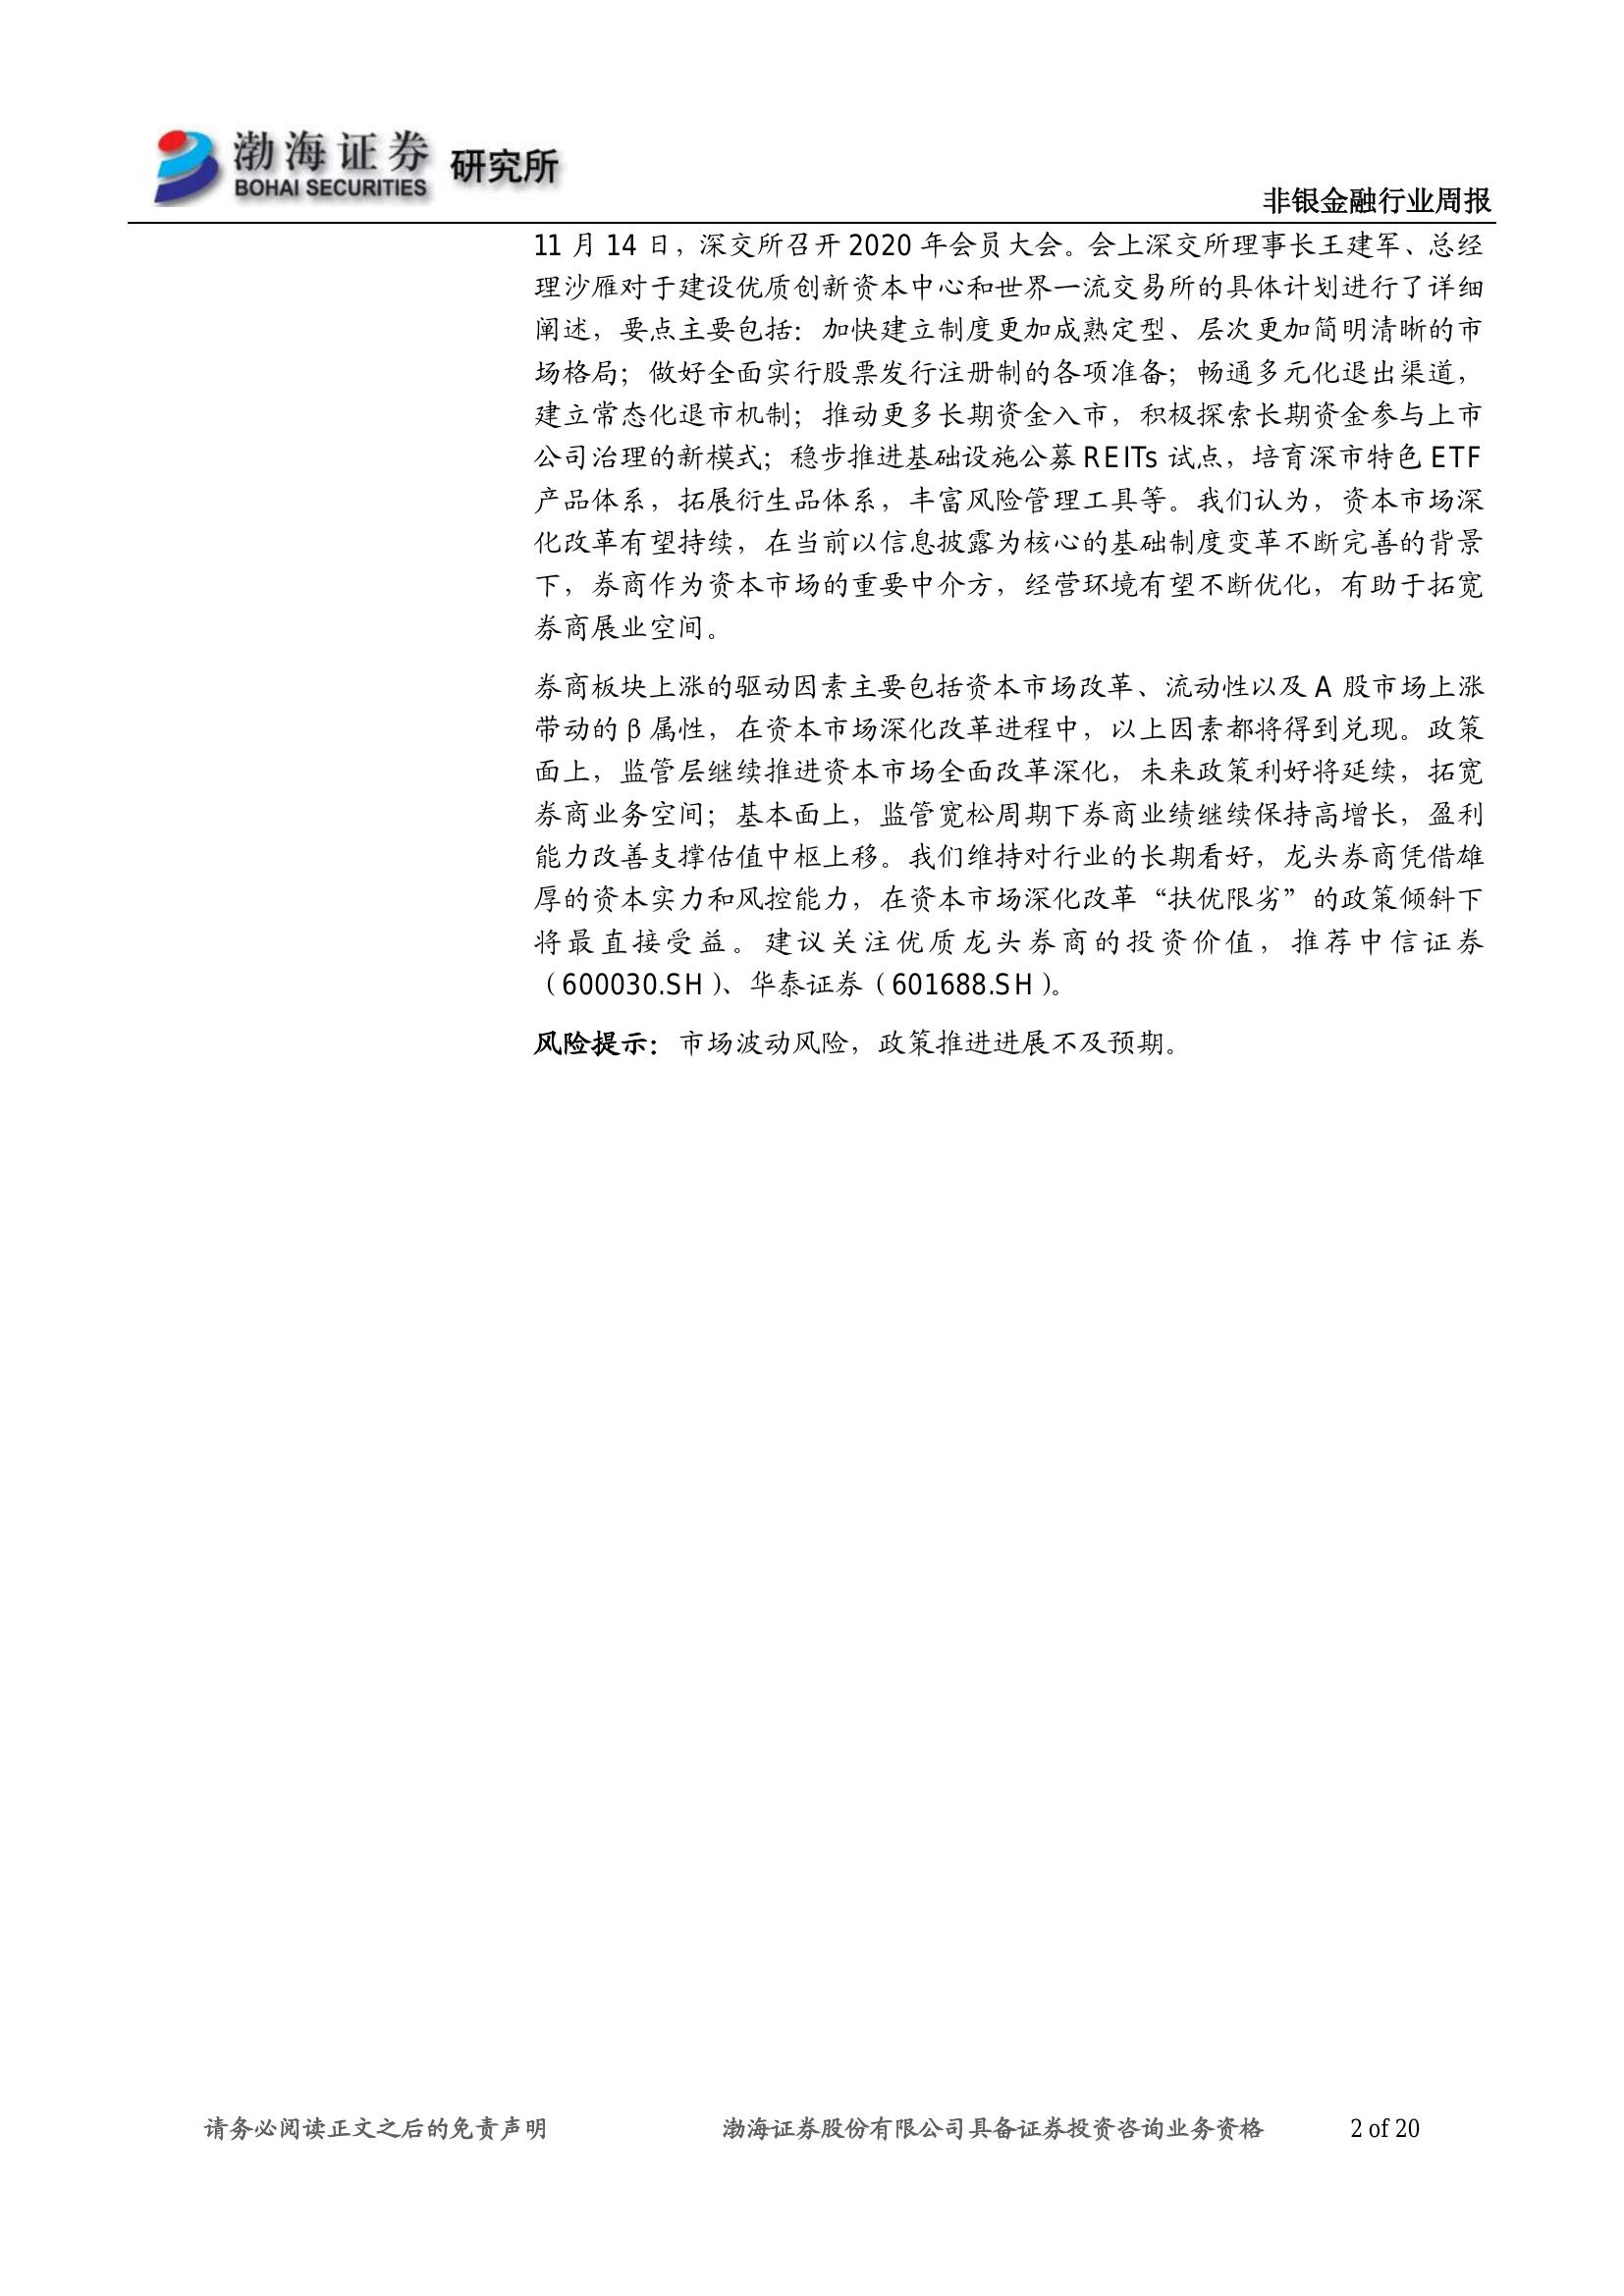 渤海证券 研究所
BOHAI SECURITIES
非银金融行业周报
11 月 14 日，深交所召开 2020 年会员大会。会上深交所理事长王建军、总经
理沙雁对于建设优质创新资本中心和世界一流交易所的具体计划进行了详细
阐述，要点主要包括：加快建立制度更加成熟定型、层次更加简明清晰的市
场格局；做好全面实行股票发行注册制的各项准备；畅通多元化退出渠道，
建立常态化退市机制；推动更多长期资金入市，积极探索长期资金参与上市
公司治理的新模式；稳步推进基础设施公募 REITs 试点，培育深市特色 ETF
产品体系，拓展衍生品体系，丰富风险管理工具等。我们认为，资本市场深
化改革有望持续，在当前以信息披露为核心的基础制度变革不断完善的背景
下，券商作为资本市场的重要中介方，经营环境有望不断优化，有助于拓宽
券商展业空间。
券商板块上涨的驱动因素主要包括资本市场改革、流动性以及 A 股市场上涨
带动的 β 属性，在资本市场深化改革进程中，以上因素都将得到兑现。政策
面上，监管层继续推进资本市场全面改革深化，未来政策利好将延续，拓宽
券商业务空间；基本面上，监管宽松周期下券商业绩继续保持高增长，盈利
能力改善支撑估值中枢上移。我们维持对行业的长期看好，龙头券商凭借雄
厚的资本实力和风控能力，在资本市场深化改革“扶优限劣”的政策倾斜下
将最直接受益。建议关注优质龙头券商的投资价值，推荐中信证券
（600030.SH）、华泰证券（601688.SH）。
风险提示：市场波动风险，政策推进进展不及预期。
请务必阅读正文之后的免责声明 渤海证券股份有限公司具备证券投资咨询业务资格 2 of 20